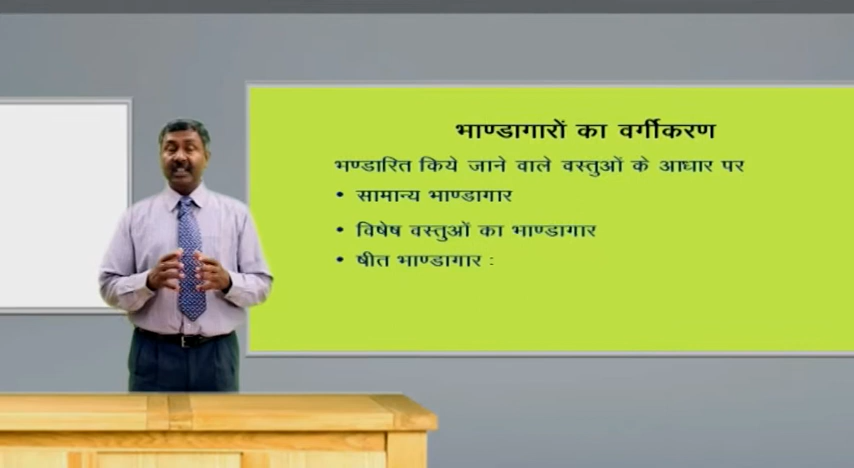 भाण्डागारों का वर्गीकरण
भण्डारित किये जाने वाले वस्तुओं के आधार पर
• सामान्य भाण्डागार
• विषेष वस्तुओं का भाण्डागार
• षीत भाण्डागार :